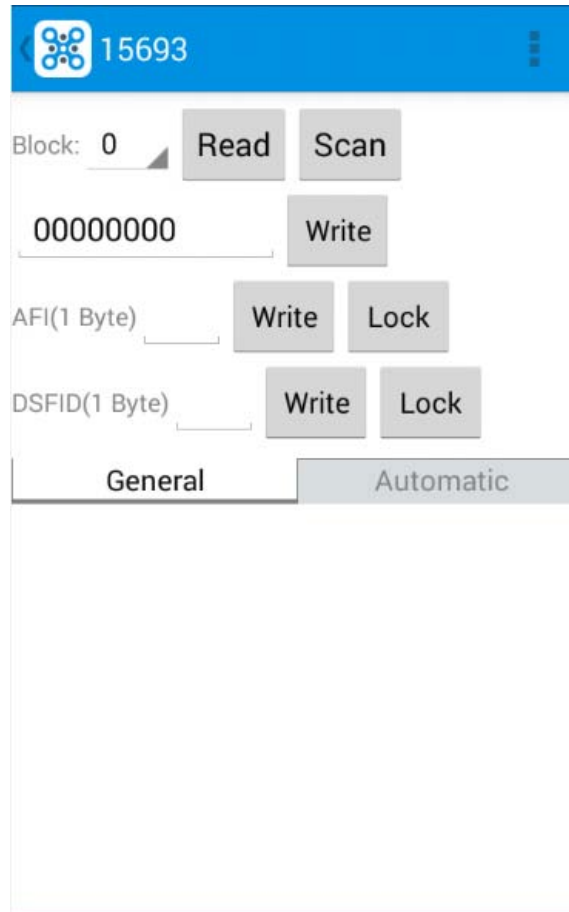 15693
Block: 0 Read Scan
00000000 Write
AFI(1 Byte) Write Lock
DSFID(1 Byte) Write Lock
General Automatic